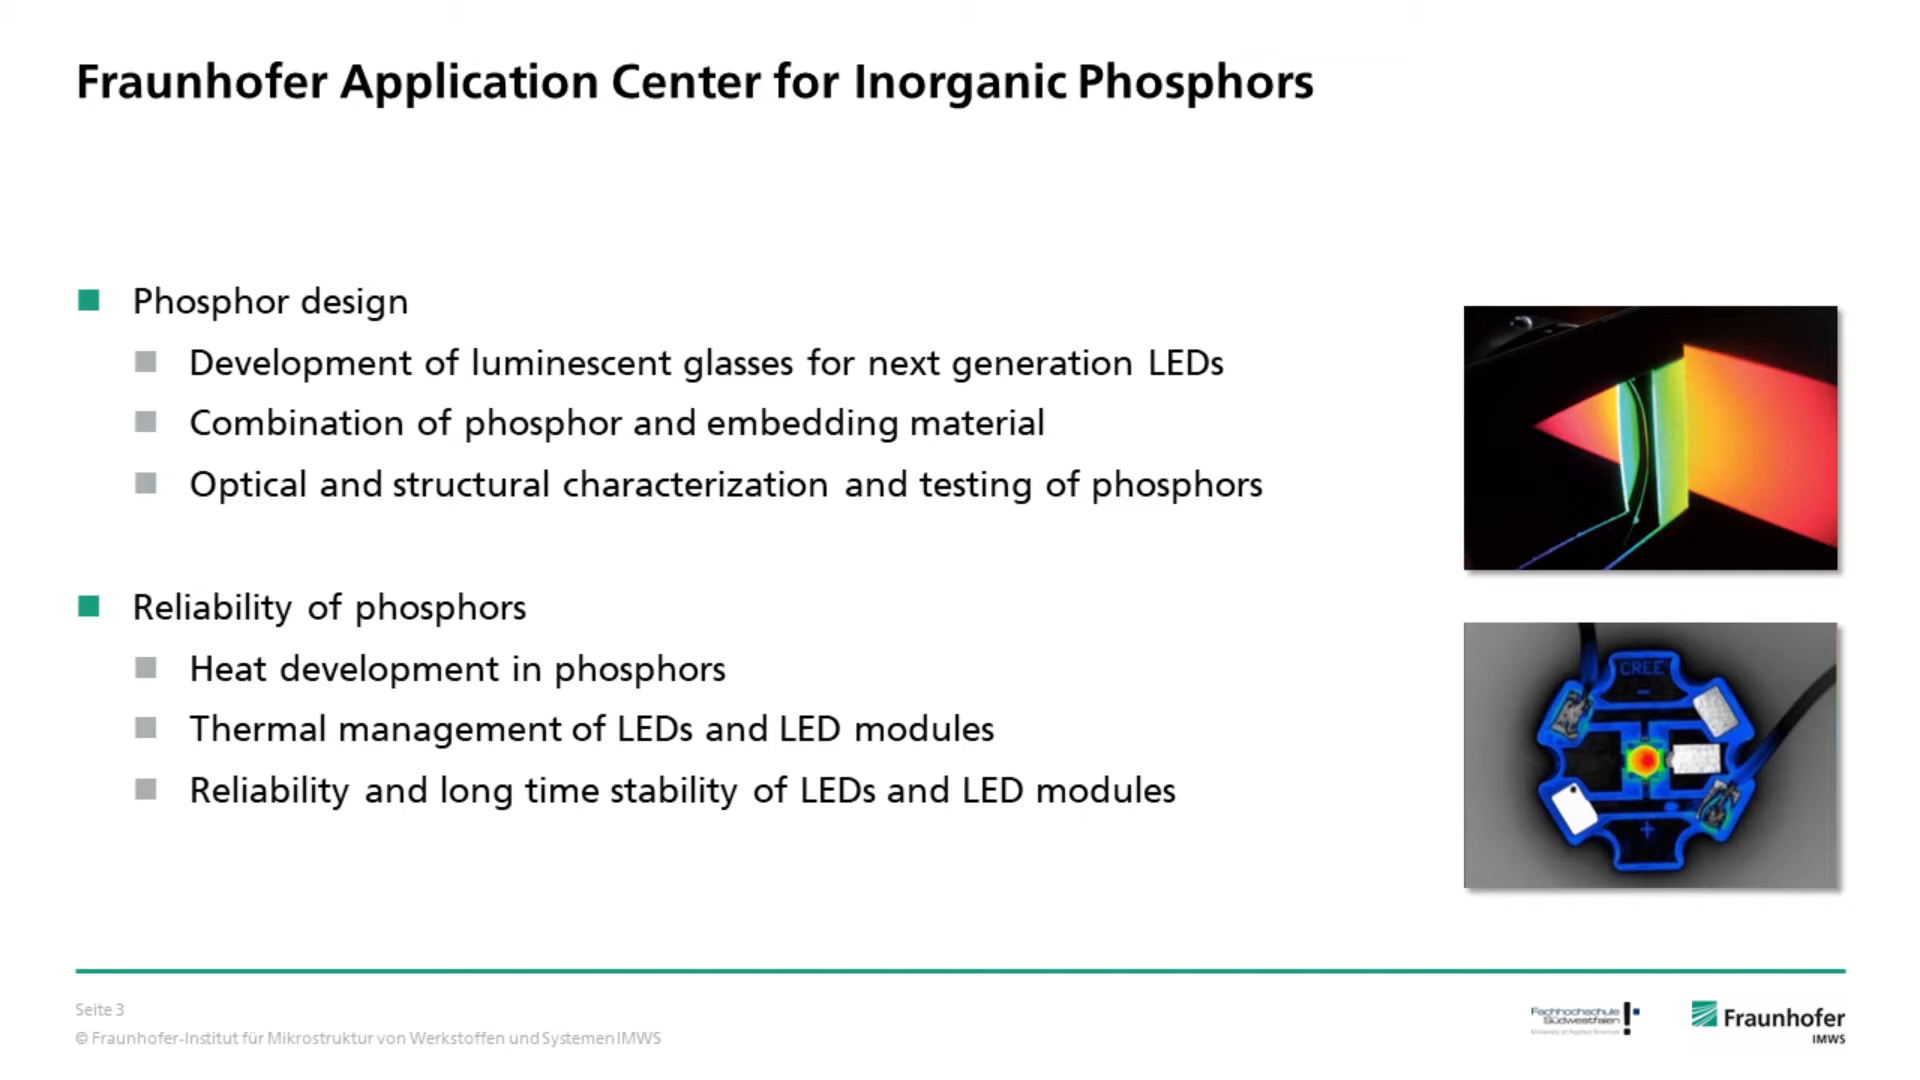 Fraunhofer Application Center for Inorganic Phosphors
Phosphor design
Development of luminescent glasses for next generation LEDs
Combination of phosphor and embedding material
Optical and structural characterization and testing of phosphors
Reliability of phosphors
Heat development in phosphors
Thermal management of LEDs and LED modules
Reliability and long time stability of LEDs and LED modules
CREE
-
+
Seite 3
© Fraunhofer-Institut für Mikrostruktur von Werkstoffen und Systemen IMWS
Fachhochschule
Südwestfalen
University of Applied Sciences
Fraunhofer
IMWS